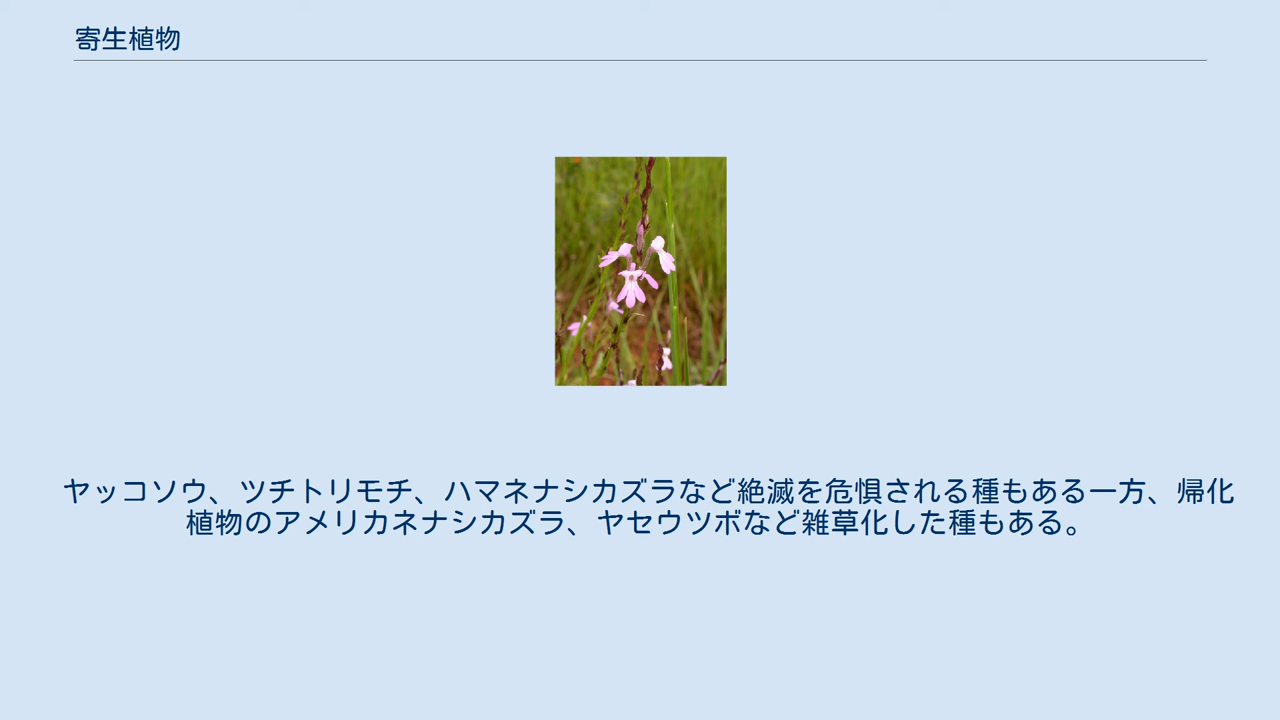 寄生植物
ヤッコソウ、ツチトリモチ、ハマネナシカズラなど絶滅を危惧される種もある一方、帰化
植物のアメリカネナシカズラ、ヤセウツボなど雑草化した種もある。